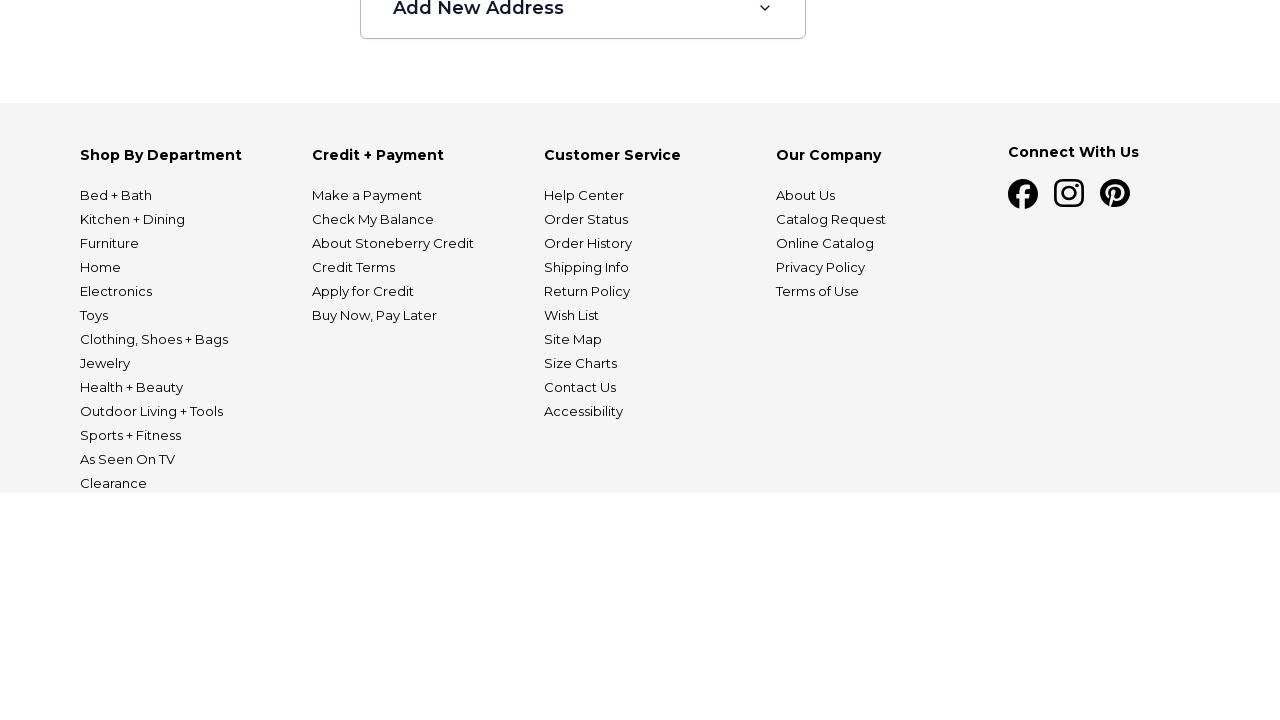 Add New Address
Shop By Department
Bed + Bath
Kitchen + Dining
Furniture
Home
Electronics
Toys
Clothing, Shoes + Bags
Jewelry
Health + Beauty
Outdoor Living + Tools
Sports + Fitness
As Seen On TV
Clearance
Credit + Payment
Make a Payment
Check My Balance
About Stoneberry Credit
Credit Terms
Apply for Credit
Buy Now, Pay Later
Customer Service
Help Center
Order Status
Order History
Shipping Info
Return Policy
Wish List
Site Map
Size Charts
Contact Us
Accessibility
Our Company
About Us
Catalog Request
Online Catalog
Privacy Policy
Terms of Use
Connect With Us